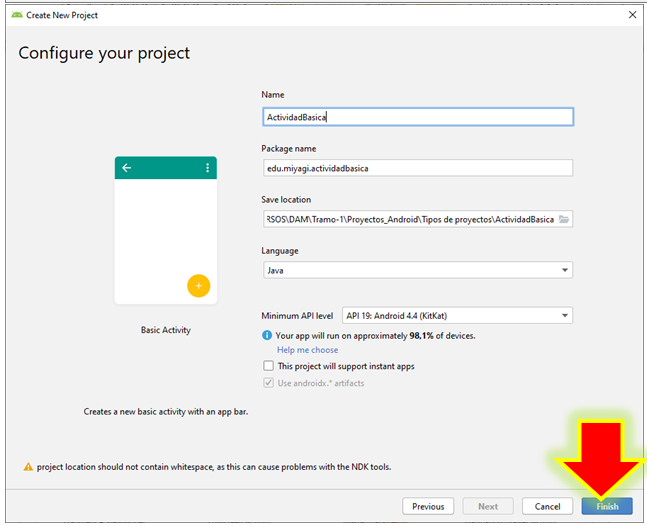 Create New Project
Configure your project
Name
ActividadBasica
Package name
edu.miyagi.actividadbasica
Save location
RSOS\DAM\Tramo-1\Proyectos_Android\Tipos de proyectos\ActividadBasica
Language
Java
Minimum API level API 19: Android 4.4 (KitKat)
Your app will run on approximately 98,1% of devices.
Help me choose
This project will support instant apps
Use androidx.* artifacts
Basic Activity
Creates a new basic activity with an app bar.
project location should not contain whitespace, as this can cause problems with the NDK tools.
Previous Next Cancel Finish